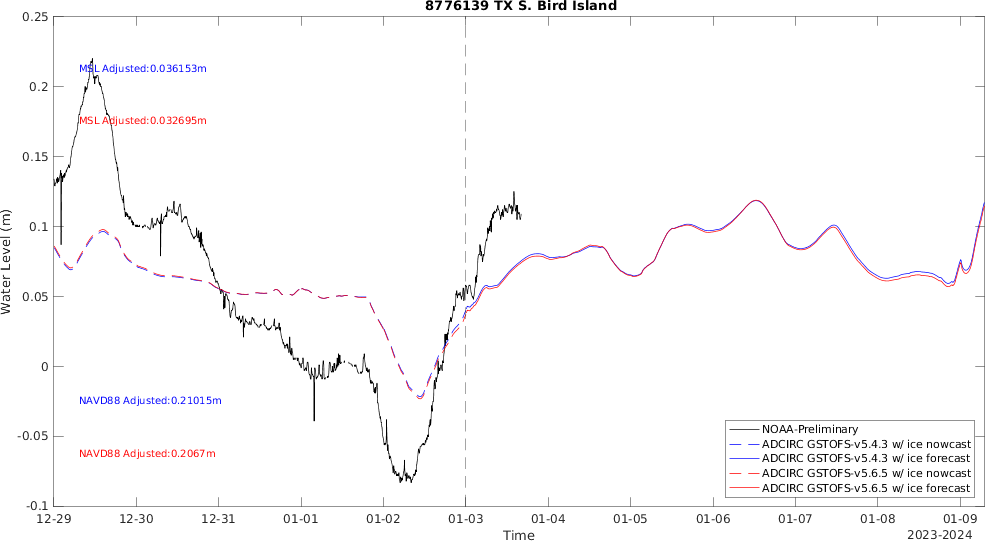 8776139 TX S. Bird Island
0.25
0.2
0.15
0.1
0.05
0
-0.05
-0.1
Water Level (m)
MSL Adjusted:0.036153m
MSL Adjusted:0.032695m
NAVD88 Adjusted:0.21015m
NAVD88 Adjusted:0.2067m
NOAA-Preliminary
ADCIRC GSTOFS-v5.4.3 w/ ice nowcast
ADCIRC GSTOFS-v5.4.3 w/ ice forecast
ADCIRC GSTOFS-v5.6.5 w/ ice nowcast
ADCIRC GSTOFS-v5.6.5 w/ ice forecast
12-29 12-30 12-31 01-01 01-02 01-03 01-04 01-05 01-06 01-07 01-08 01-09
Time
2023-2024